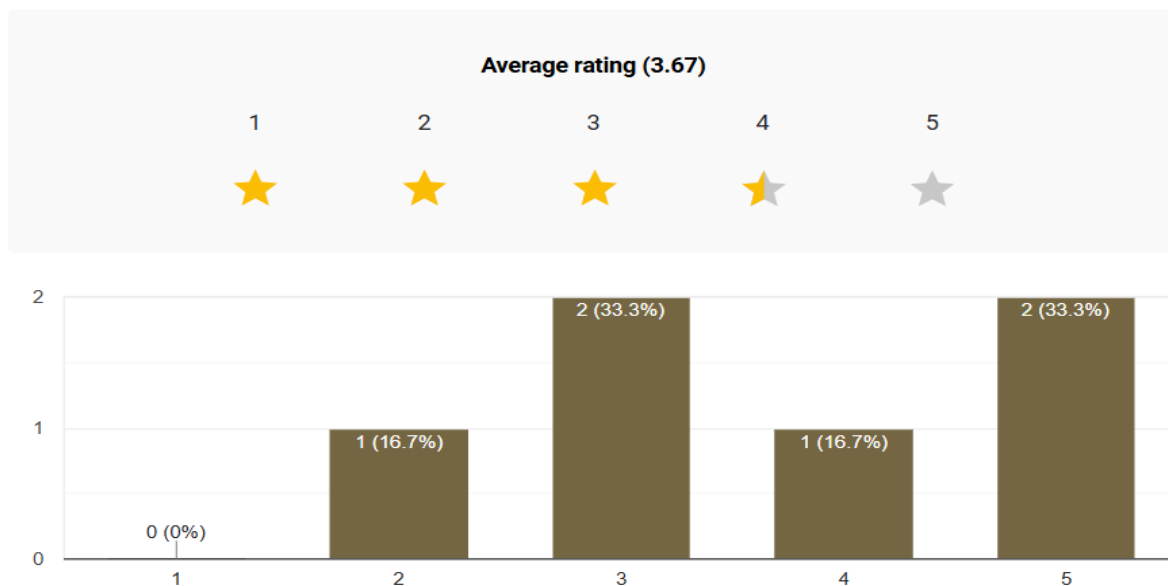 Average rating (3.67)
1 2 3 4 5
2
2 (33.3%) 2 (33.3%)
1
1 (16.7%) 1 (16.7%)
0 (0%)
0
1 2 3 4 5